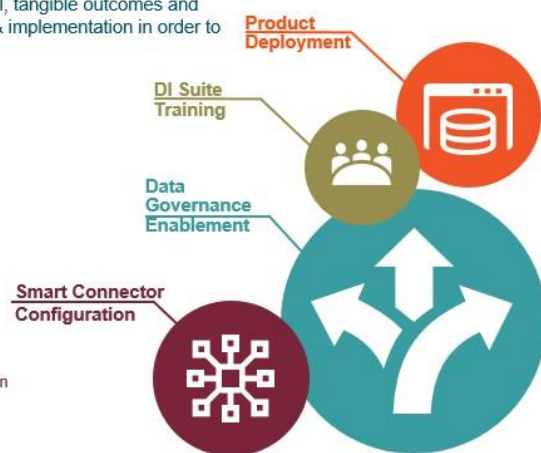 , tangible outcomes and
implementation in order to
Product
Deployment
DI Suite
Training
Data
Governance
Enablement
Smart Connector
Configuration
n